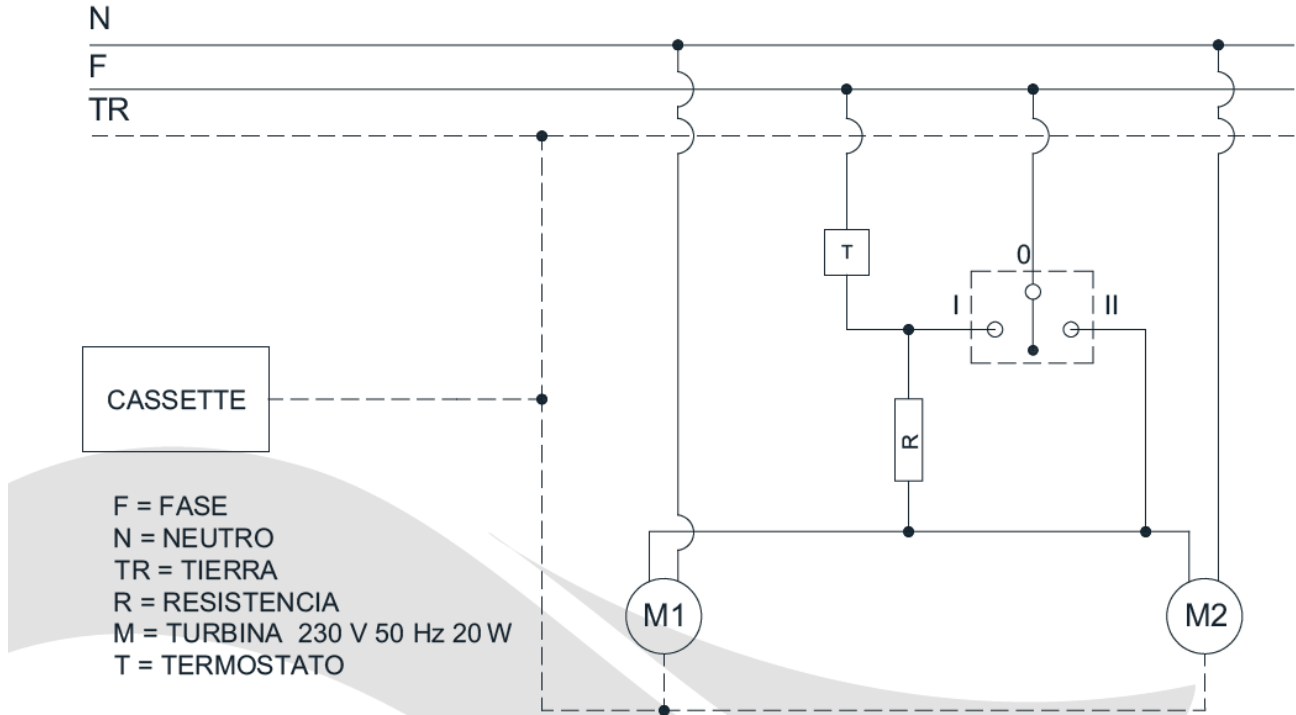 N
F
TR
T
0
I
II
CASSETTE
R
F = FASE
N = NEUTRO
TR = TIERRA
R = RESISTENCIA
M = TURBINA 230 V 50 Hz 20 W
T = TERMOSTATO
M1
M2